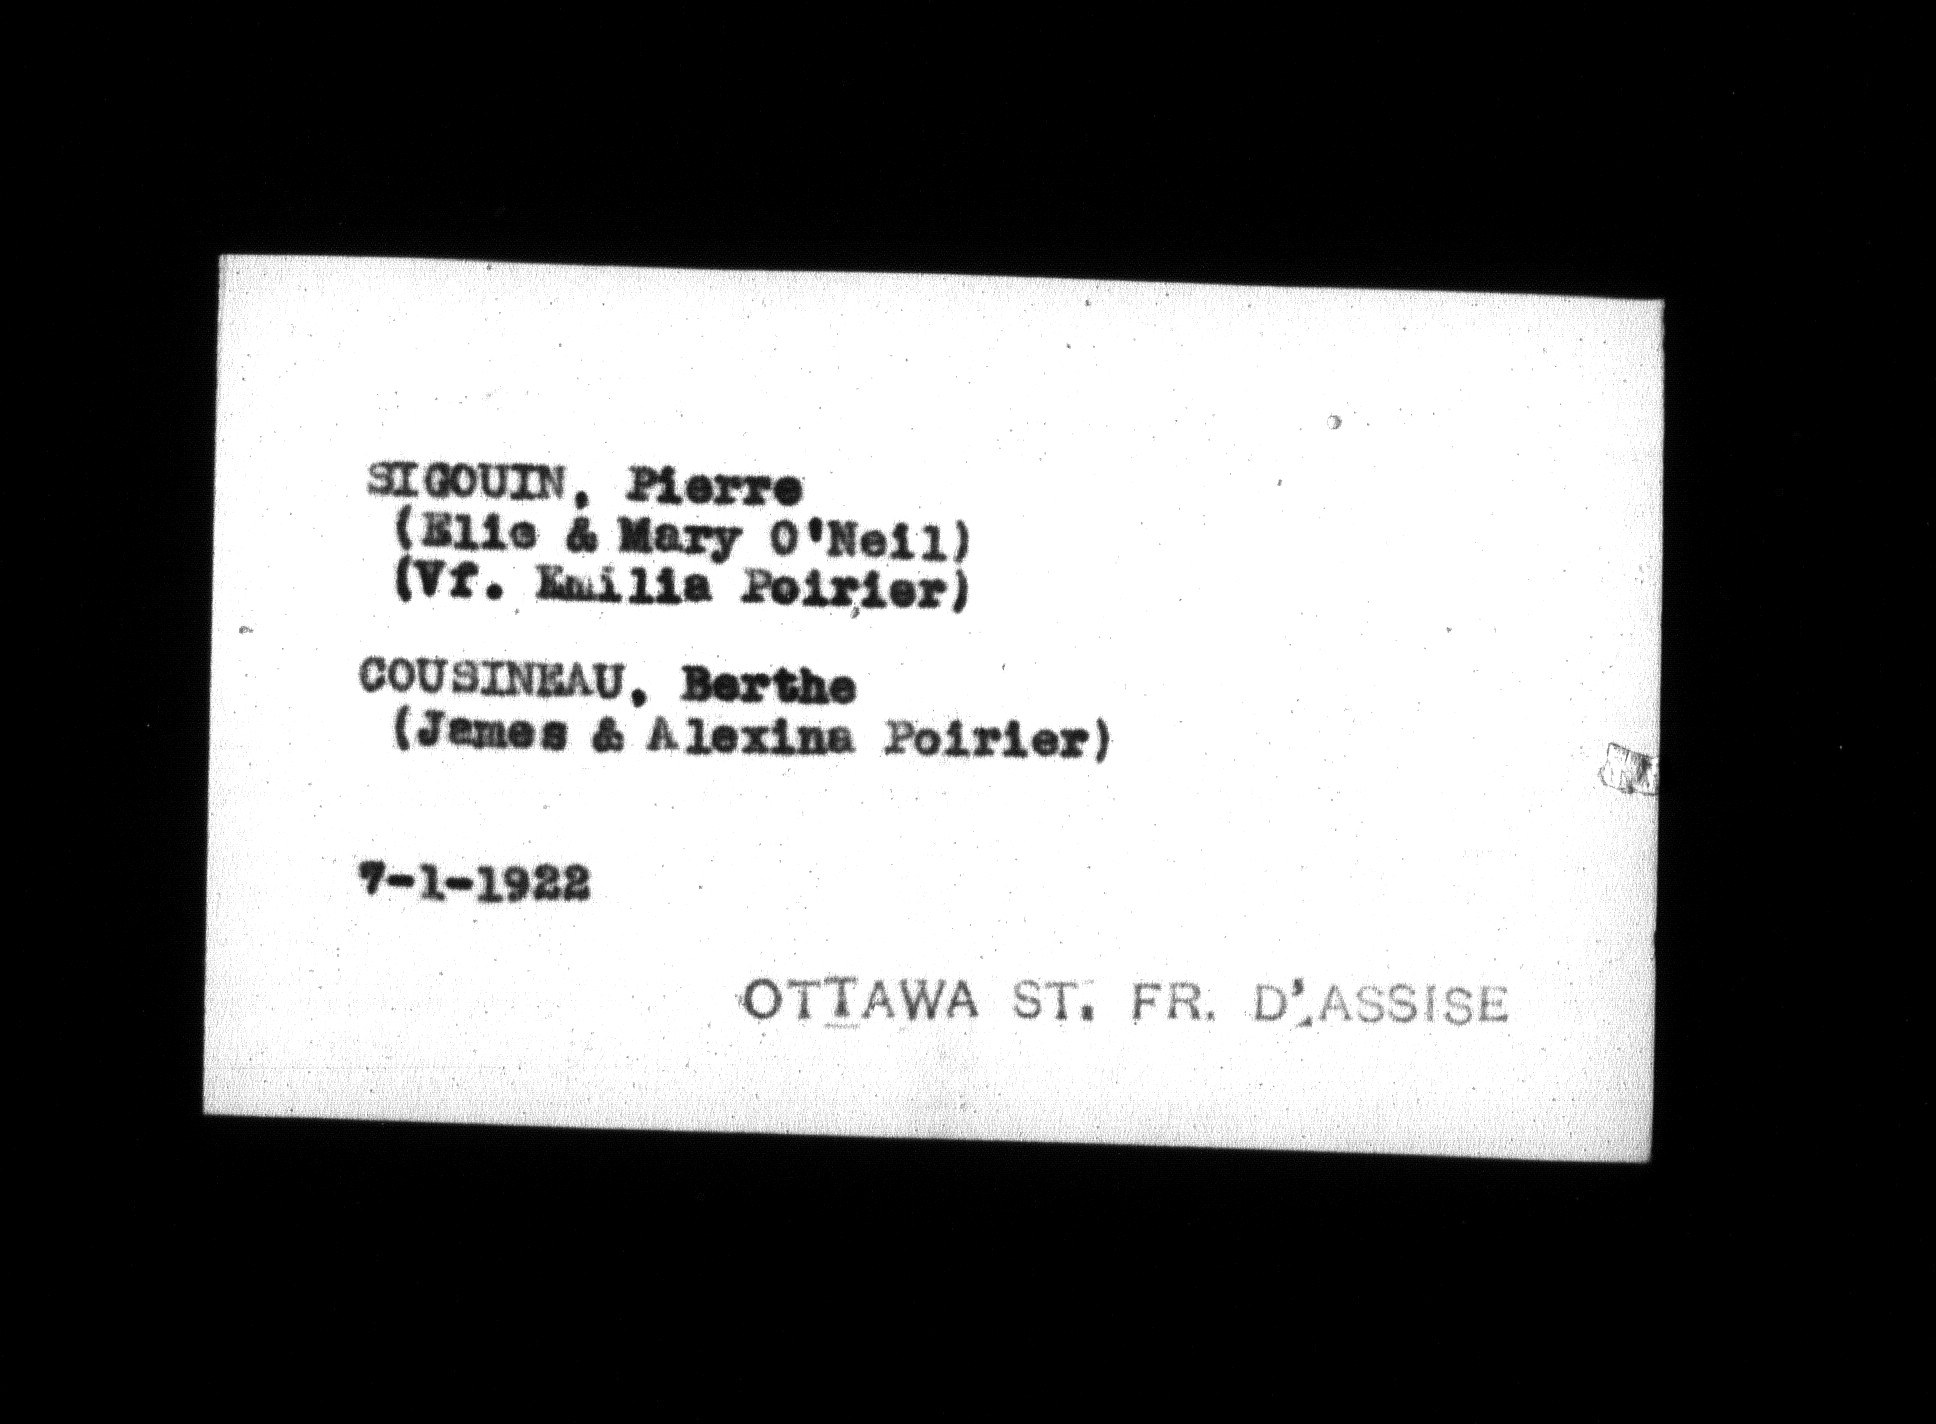 SIGOUIN, Pierre
(Elie & Mary O'Neil)
(Vf. Emilia Poirier)
COUSINEAU, Berthe
(James & Alexina Poirier)
7-1-1922
OTTAWA ST. FR. D'ASSISE